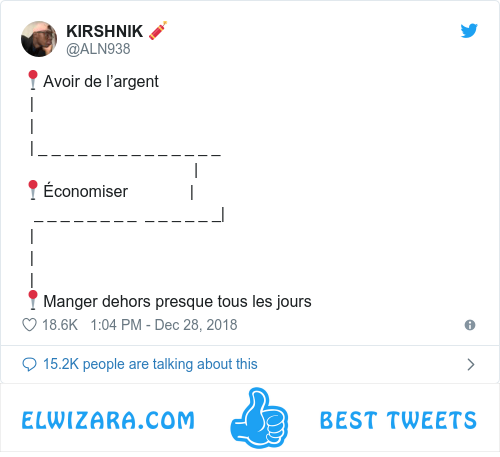 KIRSHNIK 🧨
@ALN938
📍Avoir de l’argent
|
|
| _ _ _ _ _ _ _ _ _ _ _ _ _ _
|
📍Économiser |
_ _ _ _ _ _ _ _ _ _ _ _ _ _|
|
|
|
📍Manger dehors presque tous les jours
18.6K 1:04 PM - Dec 28, 2018
15.2K people are talking about this
ELWIZARA.COM BEST TWEETS